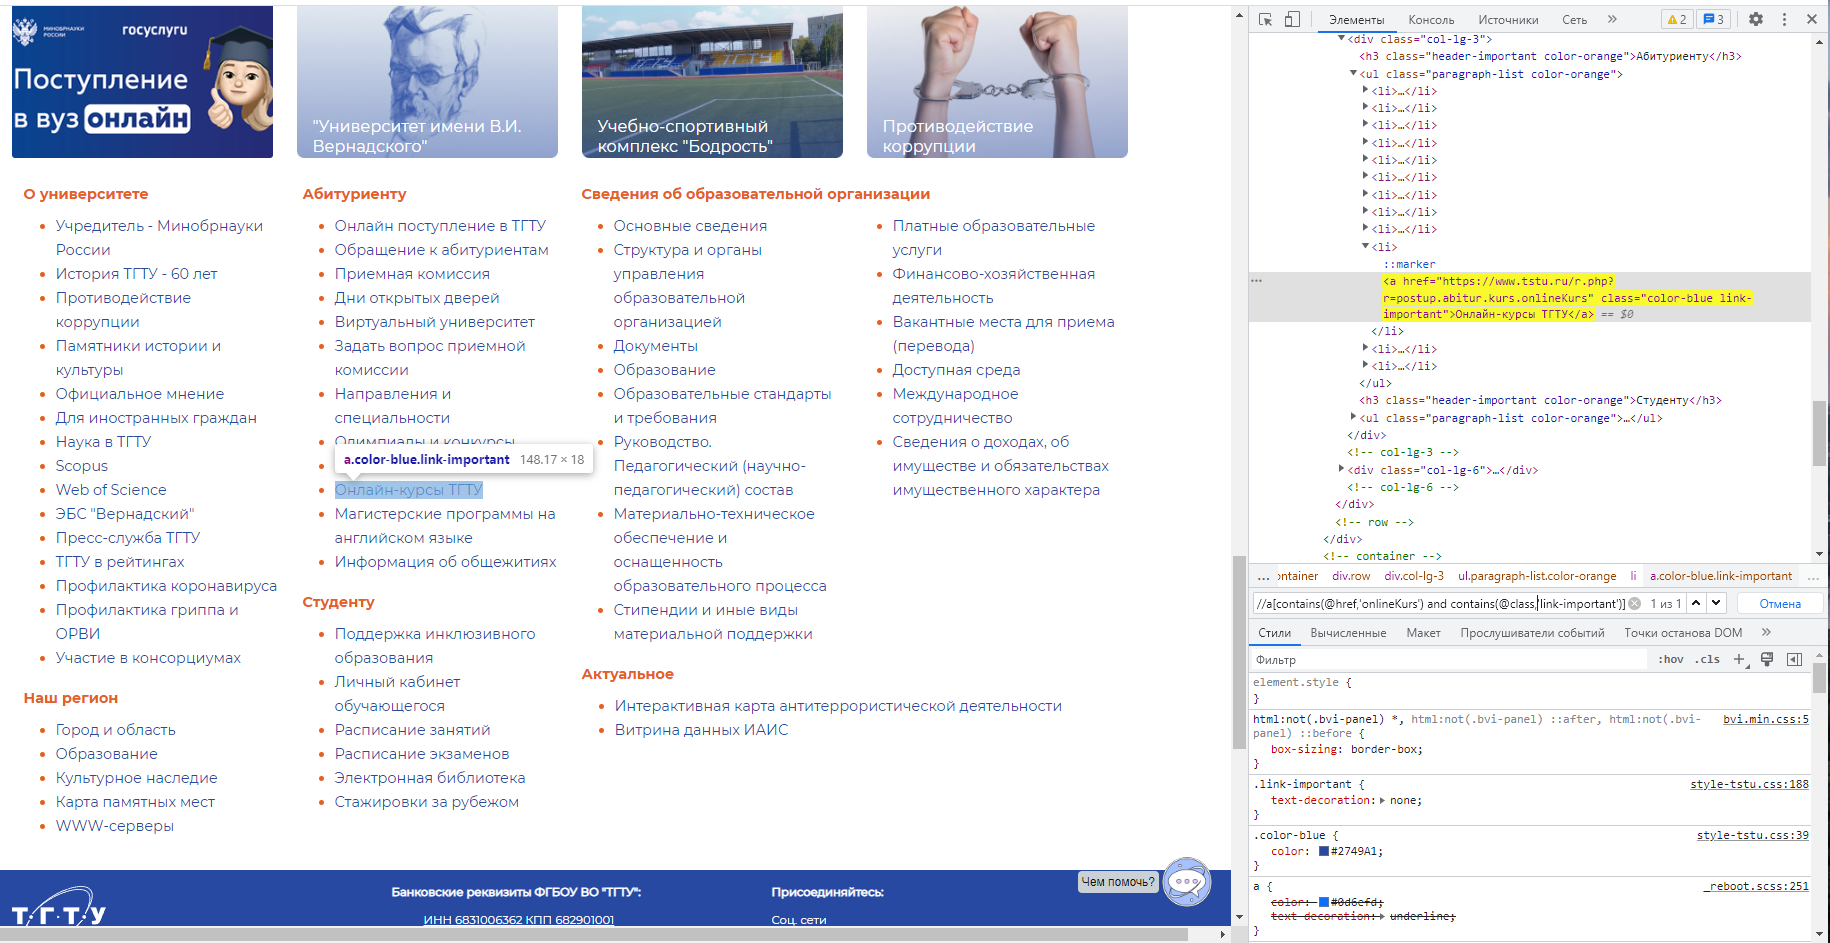 МИНОБРНАУКИ
РОССИИ
госуслуги
Поступление
в вуз онлайн
"Университет имени В.И.
Вернадского"
Учебно-спортивный
комплекс "Бодрость"
Противодействие
коррупции
О университете
Учредитель - Минобрнауки
России
История ТГТУ - 60 лет
Противодействие
коррупции
Памятники истории и
культуры
Официальное мнение
Для иностранных граждан
Наука в ТГТУ
Scopus
Web of Science
ЭБС "Вернадский"
Пресс-служба ТГТУ
ТГТУ в рейтингах
Профилактика коронавируса
Профилактика гриппа и
ОРВИ
Участие в консорциумах
Наш регион
Город и область
Образование
Культурное наследие
Карта памятных мест
WWW-серверы
Абитуриенту
Онлайн поступление в ТГТУ
Обращение к абитуриентам
Приемная комиссия
Дни открытых дверей
Виртуальный университет
Задать вопрос приемной
комиссии
Направления и
специальности
Олимпиады и конкурсы
a.color-blue.link-important 148.17 × 18
Онлайн-курсы ТГТУ
Магистерские программы на
английском языке
Информация об общежитиях
Студенту
Поддержка инклюзивного
образования
Личный кабинет
обучающегося
Расписание занятий
Расписание экзаменов
Электронная библиотека
Стажировки за рубежом
Сведения об образовательной организации
Основные сведения
Структура и органы
управления
образовательной
организацией
Документы
Образование
Образовательные стандарты
и требования
Руководство.
Педагогический (научно-
педагогический) состав
Материально-техническое
обеспечение и
оснащенность
образовательного процесса
Стипендии и иные виды
материальной поддержки
Платные образовательные
услуги
Финансово-хозяйственная
деятельность
Вакантные места для приема
(перевода)
Доступная среда
Международное
сотрудничество
Сведения о доходах, об
имуществе и обязательствах
имущественного характера
Актуальное
Интерактивная карта антитеррористической деятельности
Витрина данных ИАИС
Т·Г·Т·У
Банковские реквизиты ФГБОУ ВО "ТГТУ":
ИНН 6831006362 КПП 682901001
Присоединяйтесь:
Соц. сети
Чем помочь?
Элементы Консоль Источники Сеть » 2 3
<div class="col-lg-3">
<h3 class="header-important color-orange">Абитуриенту</h3>
<ul class="paragraph-list color-orange">
<li>…</li>
<li>…</li>
<li>…</li>
<li>…</li>
<li>…</li>
<li>…</li>
<li>…</li>
<li>…</li>
<li>…</li>
<li>
::marker
<a href="https://www.tstu.ru/r.php?
r=postup.abitur.kurs.onlineKurs" class="color-blue link-
important">Онлайн-курсы ТГТУ</a> == $0
</li>
<li>…</li>
<li>…</li>
</ul>
<h3 class="header-important color-orange">Студенту</h3>
<ul class="paragraph-list color-orange">…</ul>
</div>
<!-- col-lg-3 -->
<div class="col-lg-6">…</div>
<!-- col-lg-6 -->
</div>
<!-- row -->
</div>
<!-- container -->
... ontainer div.row div.col-lg-3 ul.paragraph-list.color-orange li a.color-blue.link-important ...
//a[contains(@href,'onlineKurs') and contains(@class,'link-important')] 1 из 1 Отмена
Стили Вычисленные Макет Прослушиватели событий Точки останова DOM »
Фильтр :hov .cls +
element.style {
}
html:not(.bvi-panel) *, html:not(.bvi-panel) ::after, html:not(.bvi- bvi.min.css:5
panel) ::before {
box-sizing: border-box;
}
.link-important { style-tstu.css:188
text-decoration: none;
}
.color-blue { style-tstu.css:39
color: #2749A1;
}
a { _reboot.scss:251
color: #0d6efd;
text-decoration: underline;
}